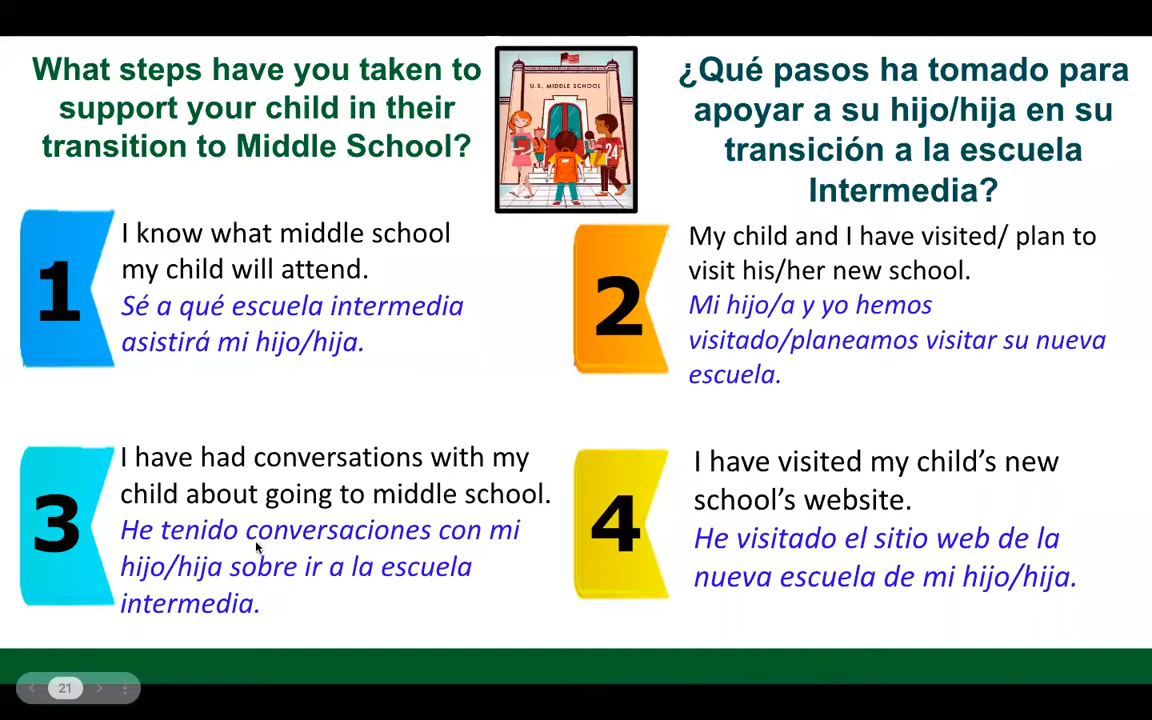 What steps have you taken to
support your child in their
transition to Middle School?
U.S. MIDDLE SCHOOL
24
¿Qué pasos ha tomado para
apoyar a su hijo/hija en su
transición a la escuela
Intermedia?
1
I know what middle school
my child will attend.
Sé a qué escuela intermedia
asistirá mi hijo/hija.
2
My child and I have visited/ plan to
visit his/her new school.
Mi hijo/a y yo hemos
visitado/planeamos visitar su nueva
escuela.
3
I have had conversations with my
child about going to middle school.
He tenido conversaciones con mi
hijo/hija sobre ir a la escuela
intermedia.
4
I have visited my child’s new
school’s website.
He visitado el sitio web de la
nueva escuela de mi hijo/hija.
21